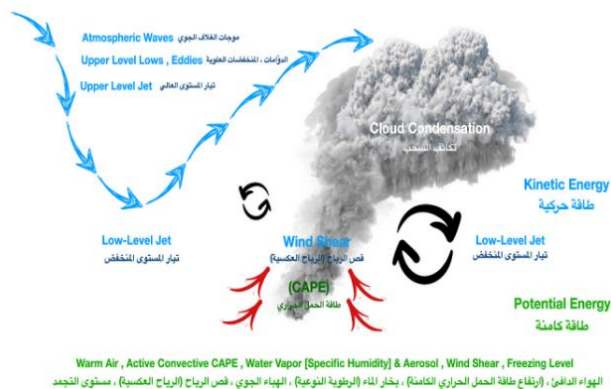 Atmospheric Waves موجات الغلاف الجوي
Upper Level Lows , Eddies الدوّامات ، المنخفضات العلوية
Upper Level Jet تيار المستوى العالي
Cloud Condensation
تكاثف السحب
Kinetic Energy
طاقة حركية
Low-Level Jet
تيار المستوى المنخفض
Wind Shear
قص الرياح (الرياح العكسية)
Low-Level Jet
تيار المستوى المنخفض
(CAPE)
طاقة الحمل الحراري
Potential Energy
طاقة كامنة
Warm Air , Active Convective CAPE , Water Vapor [Specific Humidity] & Aerosol , Wind Shear , Freezing Level
الهواء الدافئ ، (ارتفاع طاقة الحمل الحراري الكامنة) ، بخار الماء (الرطوبة النوعية) ، الهباء الجوي ، قص الرياح (الرياح العكسية) ، مستوى التجمد